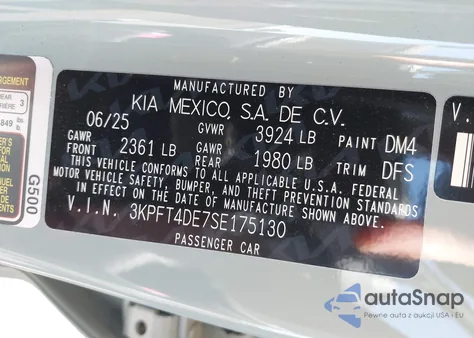 MANUFACTURED BY
KIA MEXICO, S.A. DE C.V.
06/25 GVWR 3924 LB PAINT DM4
GAWR FRONT 2361 LB GAWR REAR 1980 LB TRIM DFS
THIS VEHICLE CONFORMS TO ALL APPLICABLE U.S.A. FEDERAL
MOTOR VEHICLE SAFETY, BUMPER, AND THEFT PREVENTION STANDARDS
IN EFFECT ON THE DATE OF MANUFACTURE SHOWN ABOVE.
V.I.N. 3KPFT4DE7SE175130
PASSENGER CAR
G500
V.
autoSnap
Pewne auta z aukcji USA i EU
www.autosnap